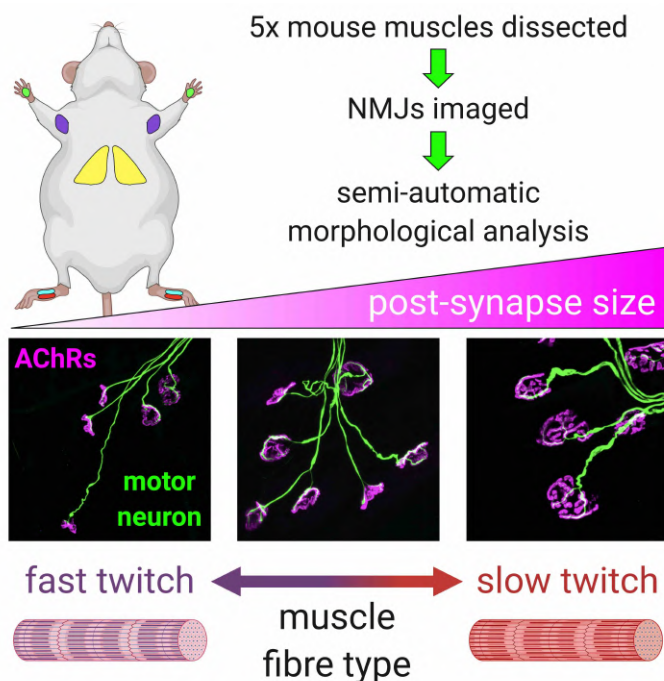 5x mouse muscles dissected
NMJs imaged
semi-automatic
morphological analysis
post-synapse size
AChRs
motor
neuron
fast twitch
slow twitch
muscle
fibre type